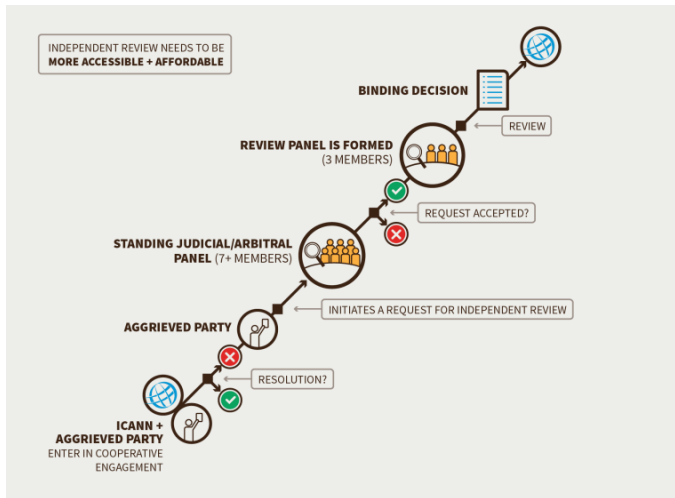 INDEPENDENT REVIEW NEEDS TO BE
MORE ACCESSIBLE + AFFORDABLE
BINDING DECISION
REVIEW
REVIEW PANEL IS FORMED
(3 MEMBERS)
REQUEST ACCEPTED?
STANDING JUDICIAL/ARBITRAL
PANEL (7+ MEMBERS)
INITIATES A REQUEST FOR INDEPENDENT REVIEW
AGGRIEVED PARTY
RESOLUTION?
ICANN +
AGGRIEVED PARTY
ENTER IN COOPERATIVE
ENGAGEMENT